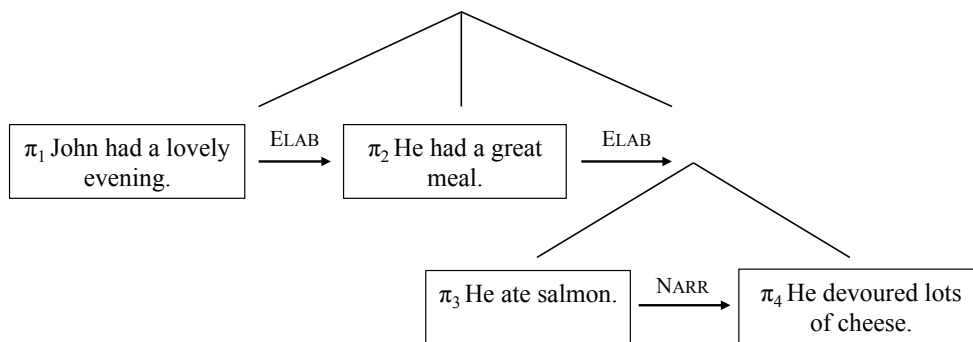 π₁ John had a lovely
evening.
ELAB
π₂ He had a great
meal.
ELAB
π₃ He ate salmon.
NARR
π₄ He devoured lots
of cheese.